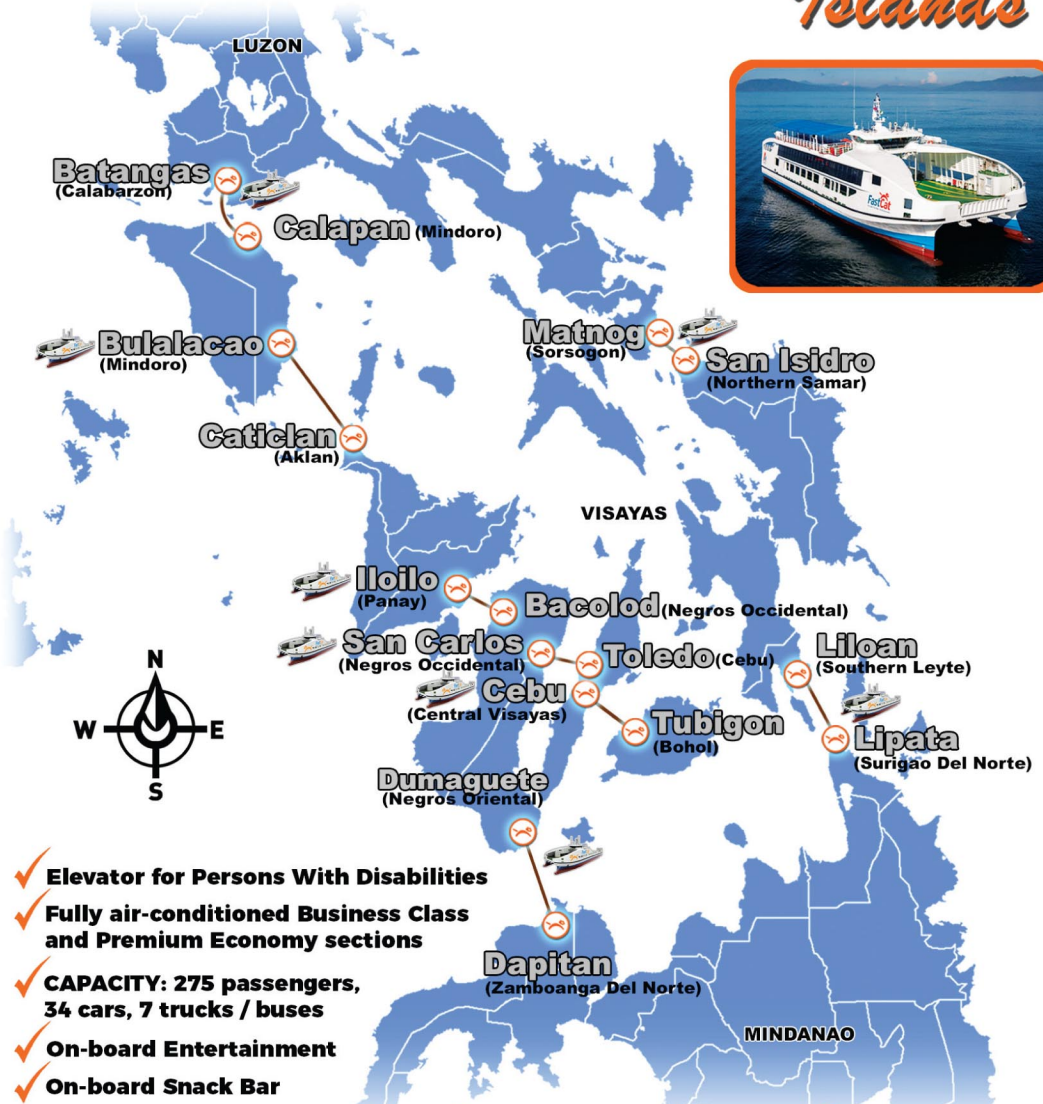 Islands
LUZON
FastCat
Batangas
(Calabarzon)
Calapan (Mindoro)
Matnog
(Sorsogon)
San Isidro
(Northern Samar)
Bulalacao
(Mindoro)
Caticlan
(Aklan)
VISAYAS
Iloilo
(Panay)
Bacolod (Negros Occidental)
San Carlos
(Negros Occidental)
Toledo (Cebu)
Liloan
(Southern Leyte)
Cebu
(Central Visayas)
Tubigon
(Bohol)
Lipata
(Surigao Del Norte)
N
W E
S
Dumaguete
(Negros Oriental)
Dapitan
(Zamboanga Del Norte)
MINDANAO
Elevator for Persons With Disabilities
Fully air-conditioned Business Class
and Premium Economy sections
CAPACITY: 275 passengers,
34 cars, 7 trucks / buses
On-board Entertainment
On-board Snack Bar